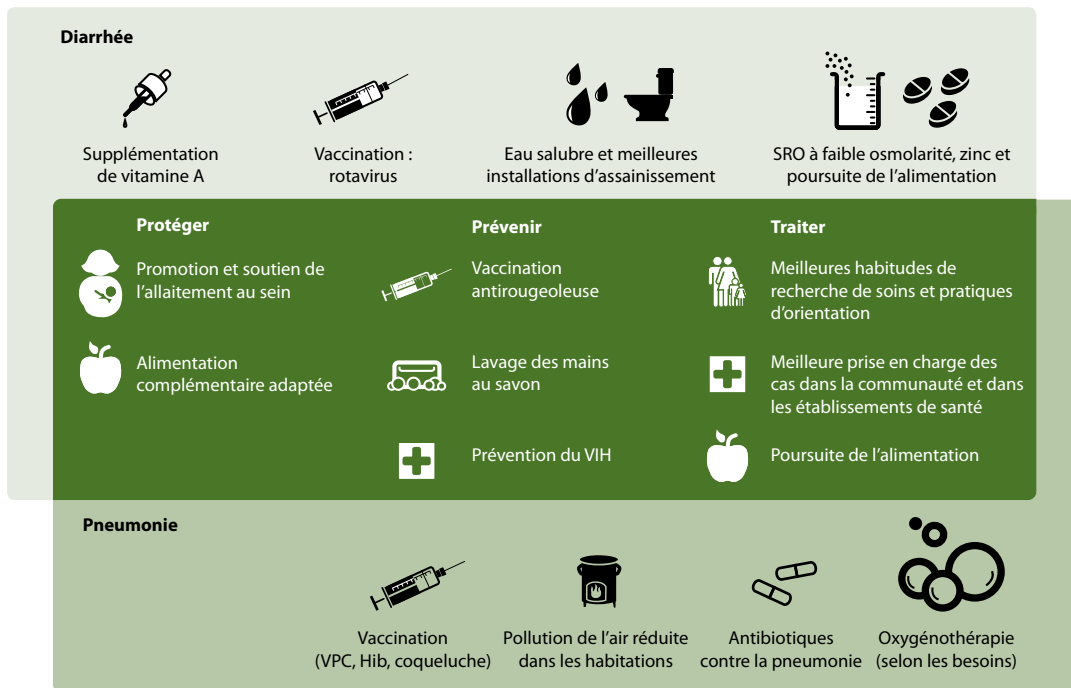 Diarrhée
Supplémentation
de vitamine A
Vaccination :
rotavirus
Eau salubre et meilleures
installations d’assainissement
SRO à faible osmolarité, zinc et
poursuite de l’alimentation
Protéger
Promotion et soutien de
l’allaitement au sein
Alimentation
complémentaire adaptée
Prévenir
Vaccination
antirougeoleuse
Lavage des mains
au savon
Prévention du VIH
Traiter
Meilleures habitudes de
recherche de soins et pratiques
d’orientation
Meilleure prise en charge des
cas dans la communauté et dans
les établissements de santé
Poursuite de l’alimentation
Pneumonie
Vaccination
(VPC, Hib, coqueluche)
Pollution de l’air réduite
dans les habitations
Antibiotiques
contre la pneumonie
Oxygénothérapie
(selon les besoins)